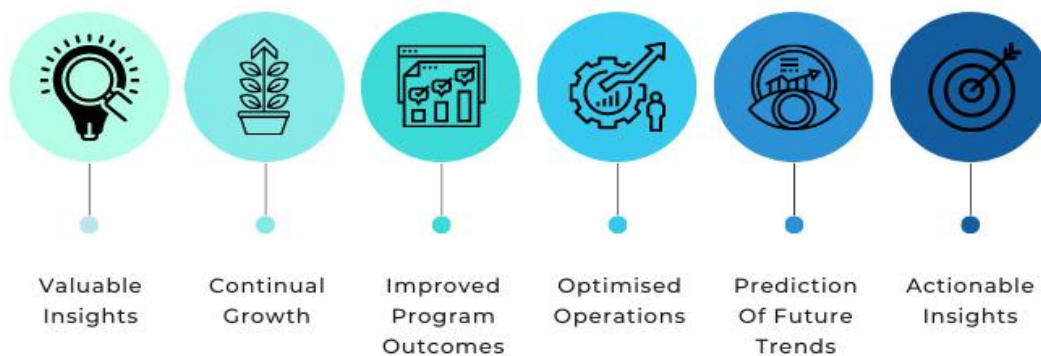 Valuable
Insights
Continual
Growth
Improved
Program
Outcomes
Optimised
Operations
Prediction
Of Future
Trends
Actionable
Insights